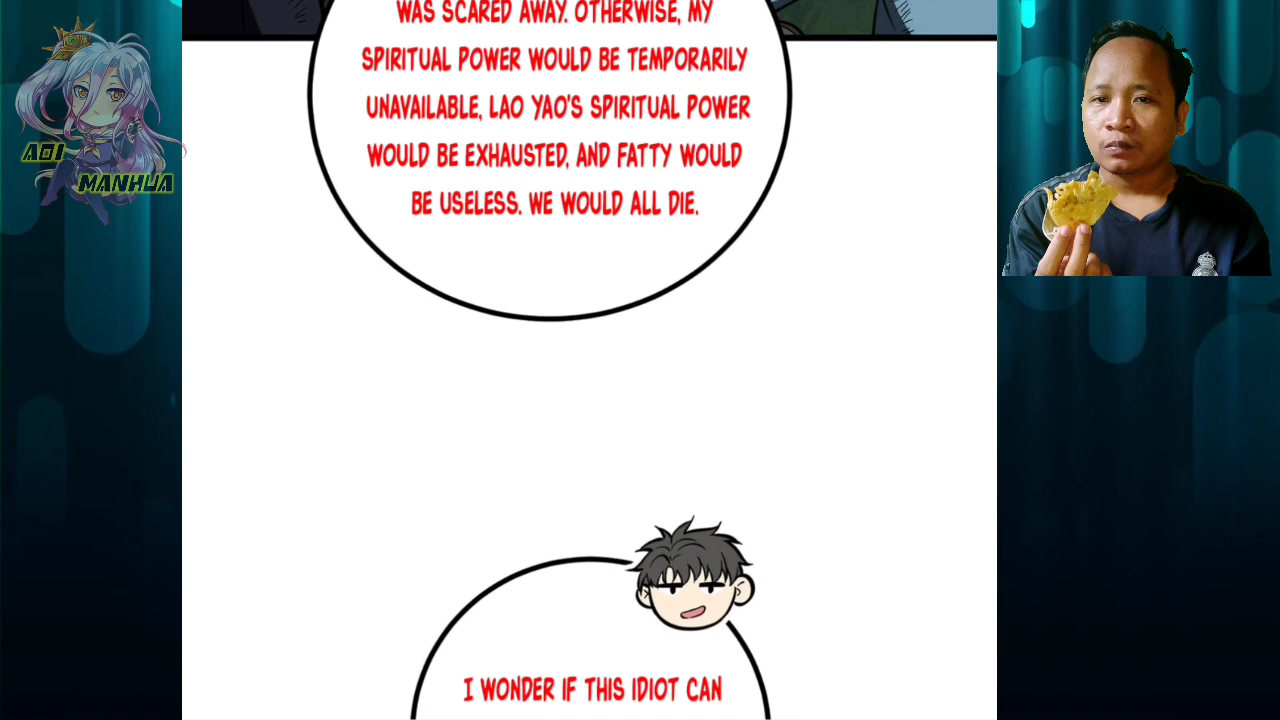 WAS SCARED AWAY. OTHERWISE, MY
SPIRITUAL POWER WOULD BE TEMPORARILY
UNAVAILABLE, LAO YAO'S SPIRITUAL POWER
WOULD BE EXHAUSTED, AND FATTY WOULD
BE USELESS. WE WOULD ALL DIE.
I WONDER IF THIS IDIOT CAN
AOI
MANHUA